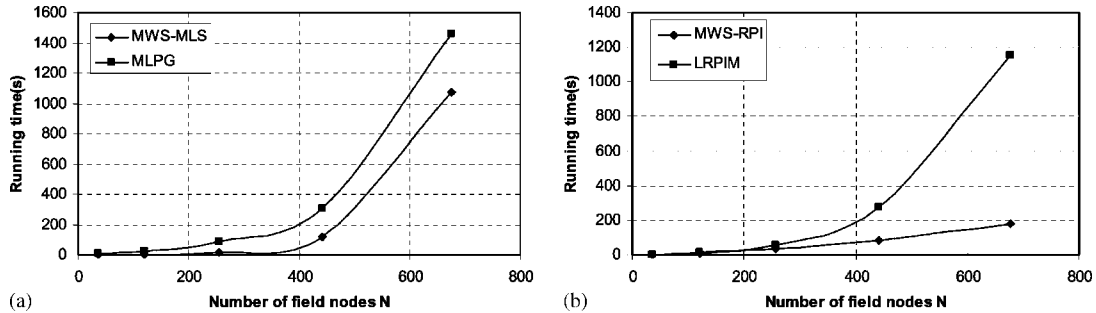 1600
1400
1200
1000
800
600
400
200
0
Running time(s)
MWS-MLS
MLPG
0 200 400 600 800
Number of field nodes N
(a)
1400
1200
1000
800
600
400
200
0
Running time(s)
MWS-RPI
LRPIM
0 200 400 600 800
Number of field nodes N
(b)